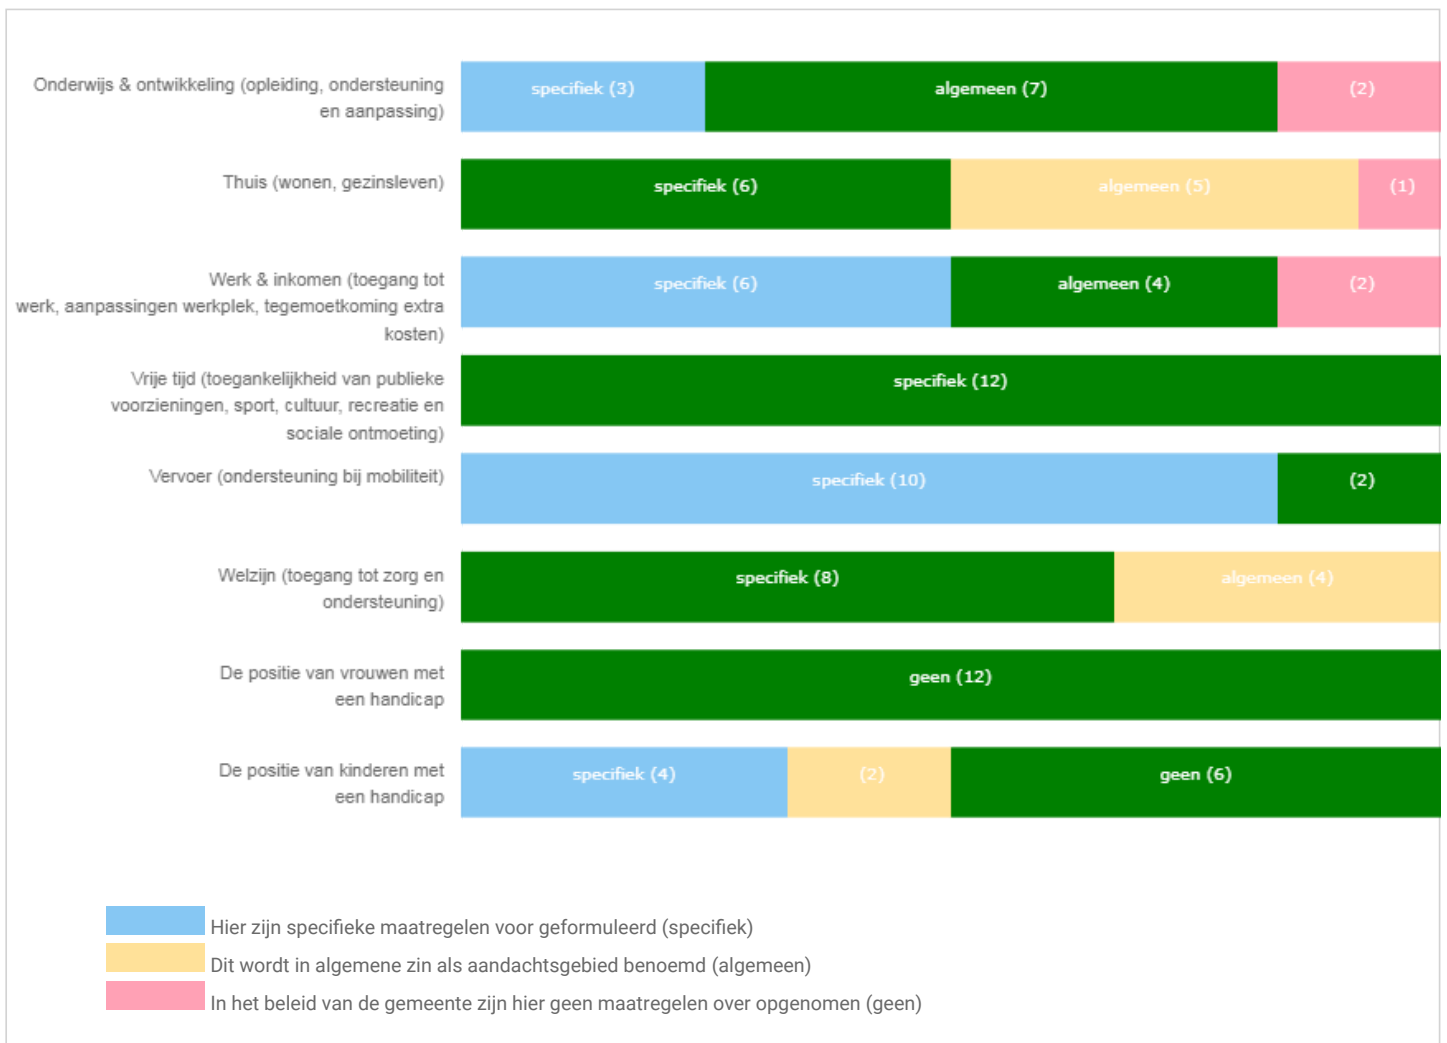 Onderwijs & ontwikkeling (opleiding, ondersteuning
en aanpassing)
specifiek (3)
algemeen (7)
(2)
Thuis (wonen, gezinsleven)
specifiek (6)
algemeen (5)
(1)
Werk & inkomen (toegang tot
werk, aanpassingen werkplek, tegemoetkoming extra
kosten)
specifiek (6)
algemeen (4)
(2)
Vrije tijd (toegankelijkheid van publieke
voorzieningen, sport, cultuur, recreatie en
sociale ontmoeting)
specifiek (12)
Vervoer (ondersteuning bij mobiliteit)
specifiek (10)
(2)
Welzijn (toegang tot zorg en
ondersteuning)
specifiek (8)
algemeen (4)
De positie van vrouwen met
een handicap
geen (12)
De positie van kinderen met
een handicap
specifiek (4)
(2)
geen (6)
Hier zijn specifieke maatregelen voor geformuleerd (specifiek)
Dit wordt in algemene zin als aandachtsgebied benoemd (algemeen)
In het beleid van de gemeente zijn hier geen maatregelen over opgenomen (geen)